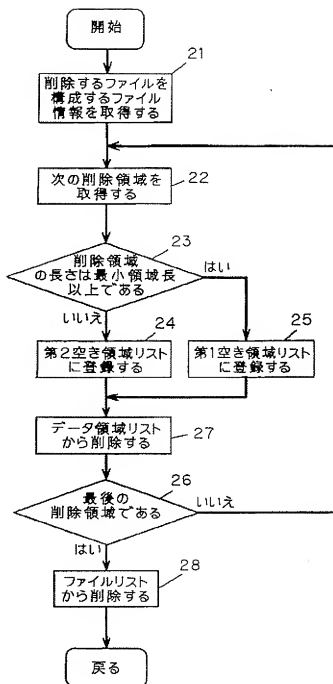 開始
21
削除するファイルを
構成するファイル
情報を取得する
次の削除領域を
取得する
22
23
削除領域
の長さは最小領域長
以上である
はい
いいえ
24
25
第2空き領域リスト
に登録する
第1空き領域リスト
に登録する
データ領域リスト
から削除する
27
26
最後の
削除領域である
いいえ
はい
28
ファイルリスト
から削除する
戻る